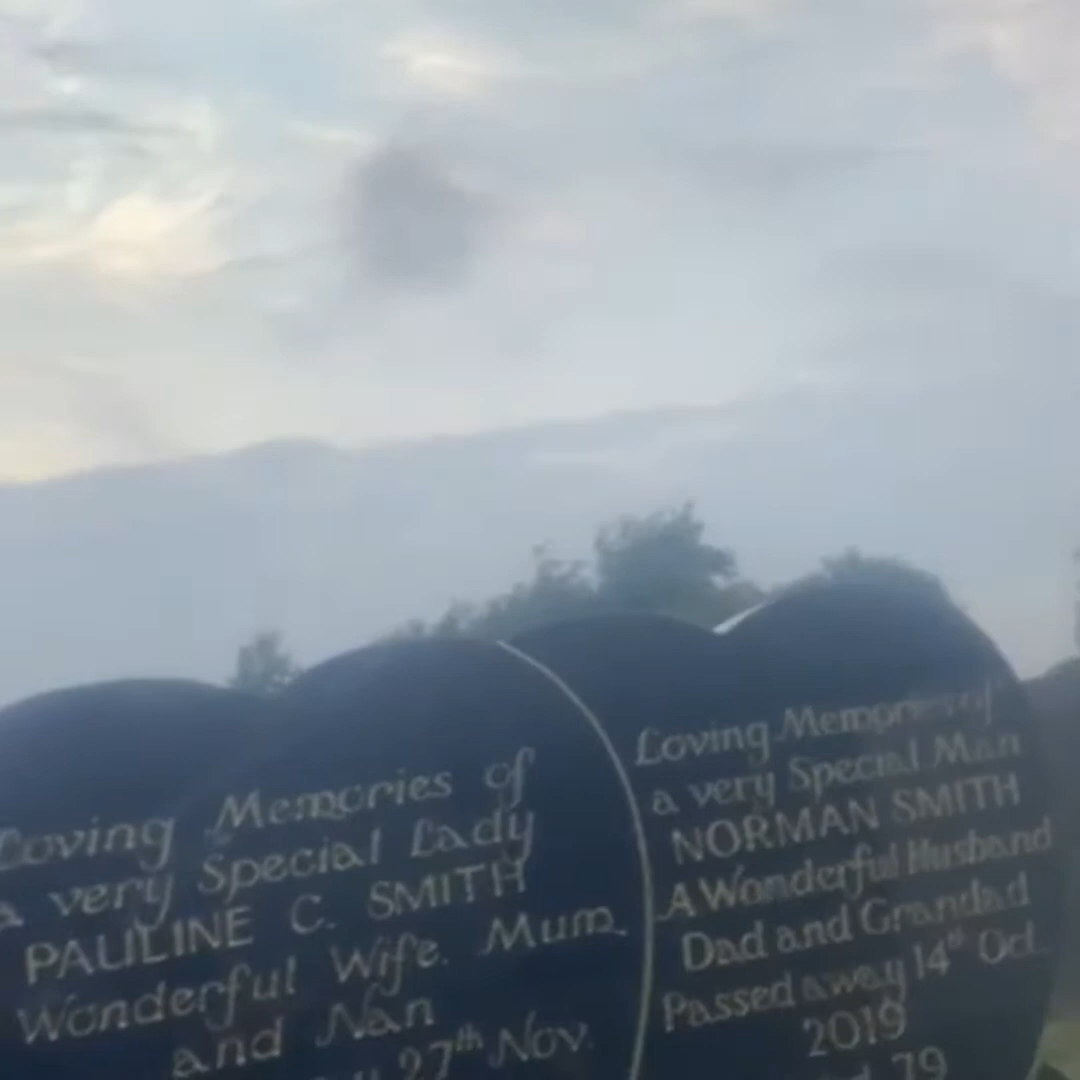 Loving Memories of
a very Special Lady
PAULINE C. SMITH
Wonderful Wife. Mum
and Nan
27th Nov.
Loving Memories of
a very Special Man
NORMAN SMITH
A Wonderful Husband
Dad and Grandad
Passed away 14th Oct.
2019
79